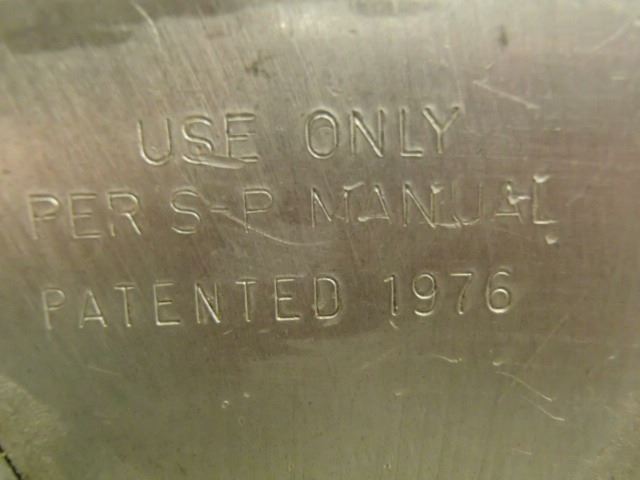 USE ONLY
PER S-P MANUAL
PATENTED 1976